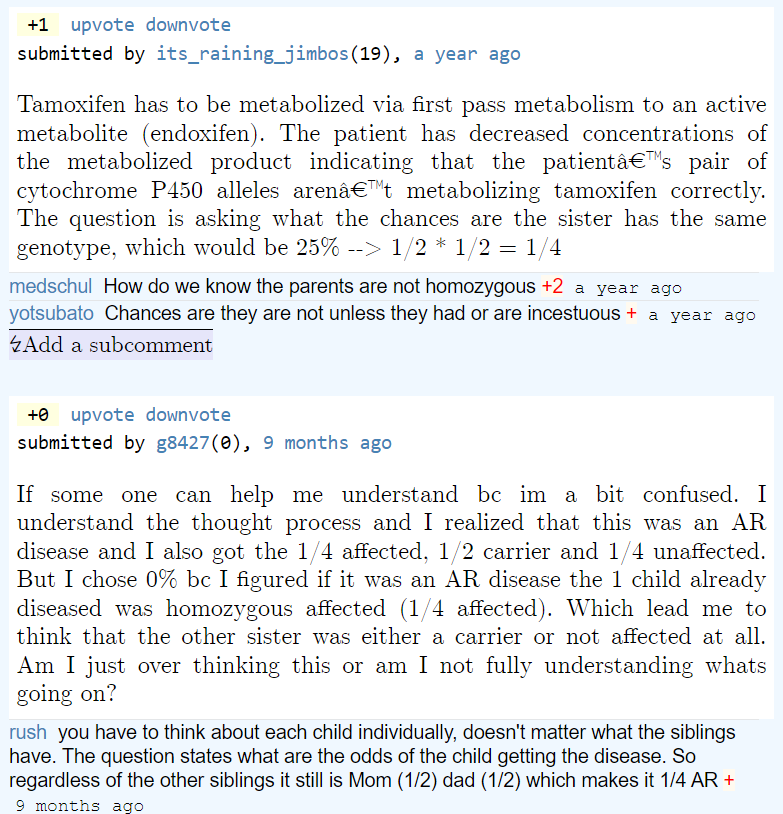 +1 upvote downvote
submitted by its_raining_jimbos(19), a year ago
Tamoxifen has to be metabolized via first pass metabolism to an active
metabolite (endoxifen). The patient has decreased concentrations of
the metabolized product indicating that the patientâ€™s pair of
cytochrome P450 alleles arenâ€™t metabolizing tamoxifen correctly.
The question is asking what the chances are the sister has the same
genotype, which would be 25% --> 1/2 * 1/2 = 1/4
medschul How do we know the parents are not homozygous +2 a year ago
yotsubato Chances are they are not unless they had or are incestuous + a year ago
↯Add a subcomment
+0 upvote downvote
submitted by g8427(0), 9 months ago
If some one can help me understand bc im a bit confused. I
understand the thought process and I realized that this was an AR
disease and I also got the 1/4 affected, 1/2 carrier and 1/4 unaffected.
But I chose 0% bc I figured if it was an AR disease the 1 child already
diseased was homozygous affected (1/4 affected). Which lead me to
think that the other sister was either a carrier or not affected at all.
Am I just over thinking this or am I not fully understanding whats
going on?
rush you have to think about each child individually, doesn't matter what the siblings
have. The question states what are the odds of the child getting the disease. So
regardless of the other siblings it still is Mom (1/2) dad (1/2) which makes it 1/4 AR +
9 months ago